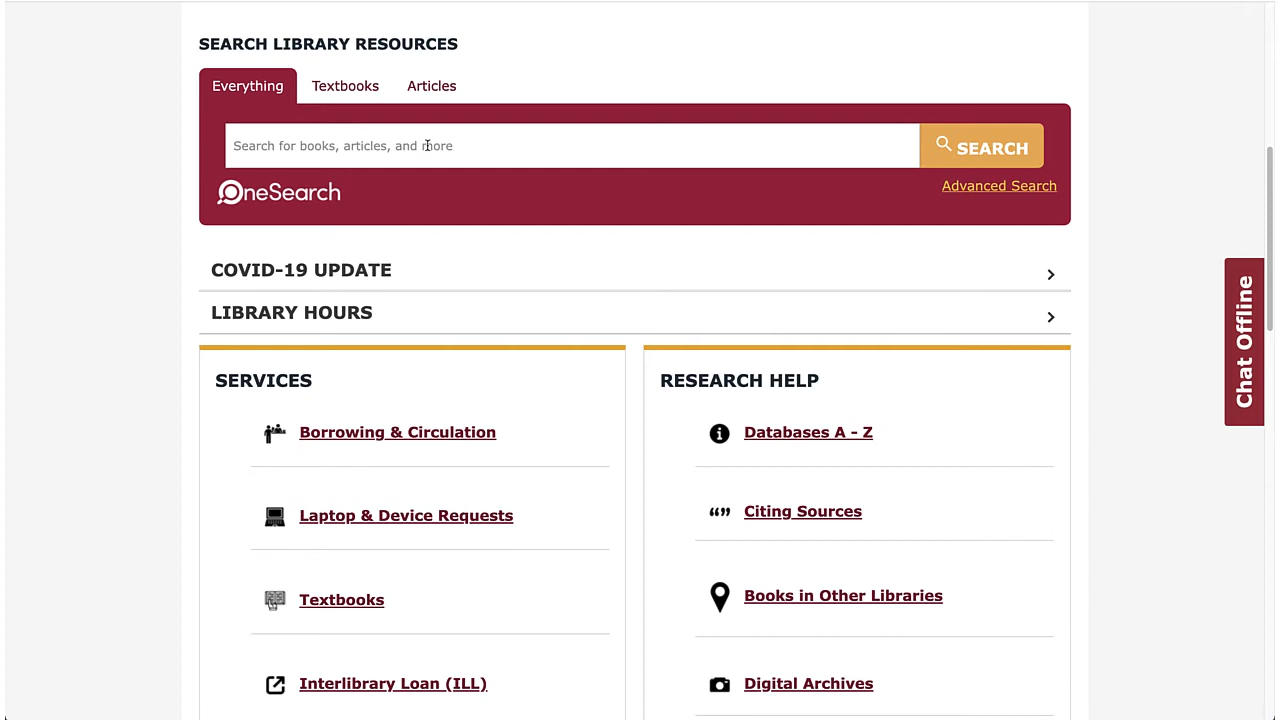 SEARCH LIBRARY RESOURCES
Everything Textbooks Articles
Search for books, articles, and more
SEARCH
OneSearch
Advanced Search
COVID-19 UPDATE
LIBRARY HOURS
SERVICES
Borrowing & Circulation
Laptop & Device Requests
Textbooks
Interlibrary Loan (ILL)
RESEARCH HELP
Databases A - Z
Citing Sources
Books in Other Libraries
Digital Archives
Chat Offline